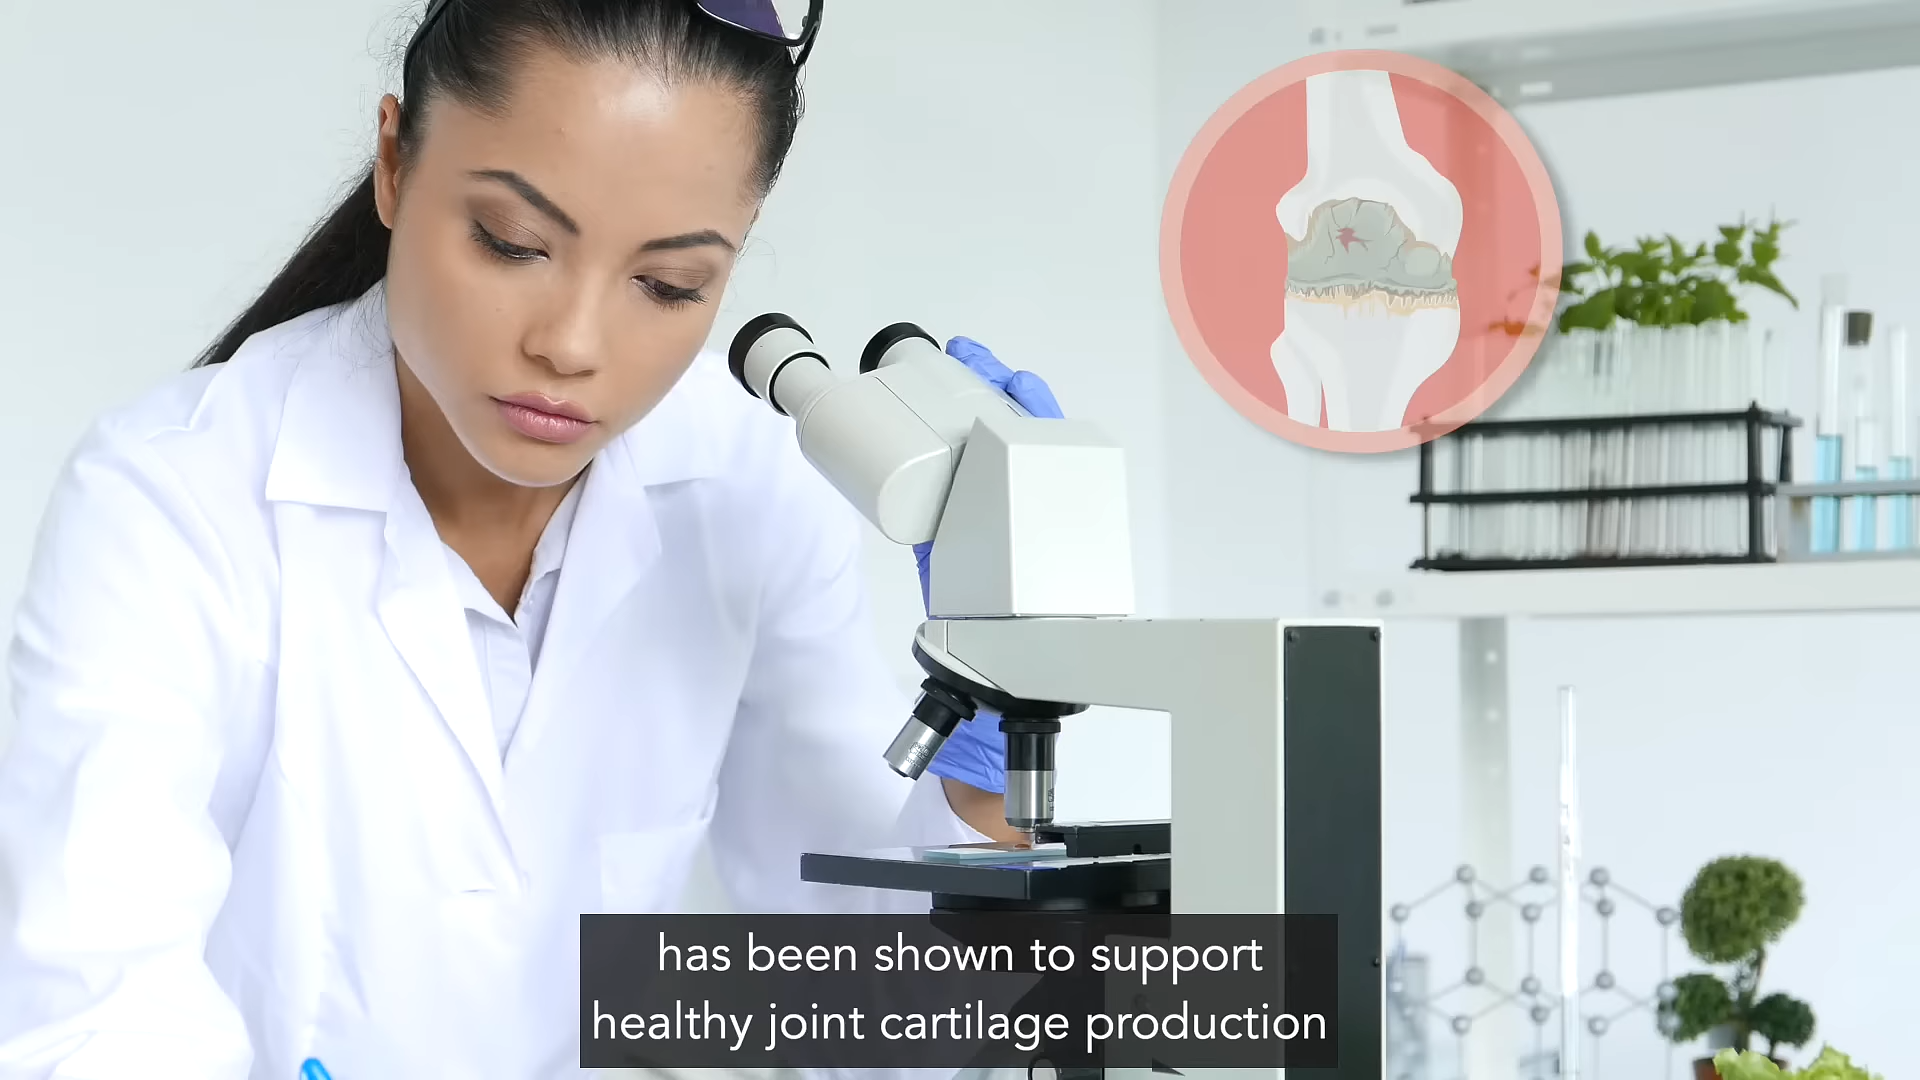 has been shown to support
healthy joint cartilage production